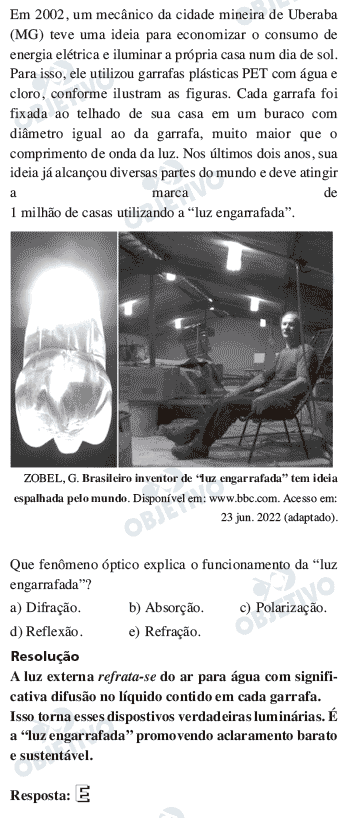 Em 2002, um mecânico da cidade mineira de Uberaba
(MG) teve uma ideia para economizar o consumo de
energia elétrica e iluminar a própria casa num dia de sol.
Para isso, ele utilizou garrafas plásticas PET com água e
cloro, conforme ilustram as figuras. Cada garrafa foi
fixada ao telhado de sua casa em um buraco com
diâmetro igual ao da garrafa, muito maior que o
comprimento de onda da luz. Nos últimos dois anos, sua
ideia já alcançou diversas partes do mundo e deve atingir
a marca de
1 milhão de casas utilizando a “luz engarrafada”.
ZOBEL, G. Brasileiro inventor de “luz engarrafada” tem ideia
espalhada pelo mundo. Disponível em: www.bbc.com. Acesso em:
23 jun. 2022 (adaptado).
Que fenômeno óptico explica o funcionamento da “luz
engarrafada”?
a) Difração. b) Absorção. c) Polarização.
d) Reflexão. e) Refração.
Resolução
A luz externa refrata-se do ar para água com signifi-
cativa difusão no líquido contido em cada garrafa.
Isso torna esses dispostivos verdadeiras luminárias. É
a “luz engarrafada” promovendo aclaramento barato
e sustentável.
Resposta: E
OBJETIVO
OBJETIVO
OBJETIVO
OBJETIVO
OBJETIVO
OBJETIVO